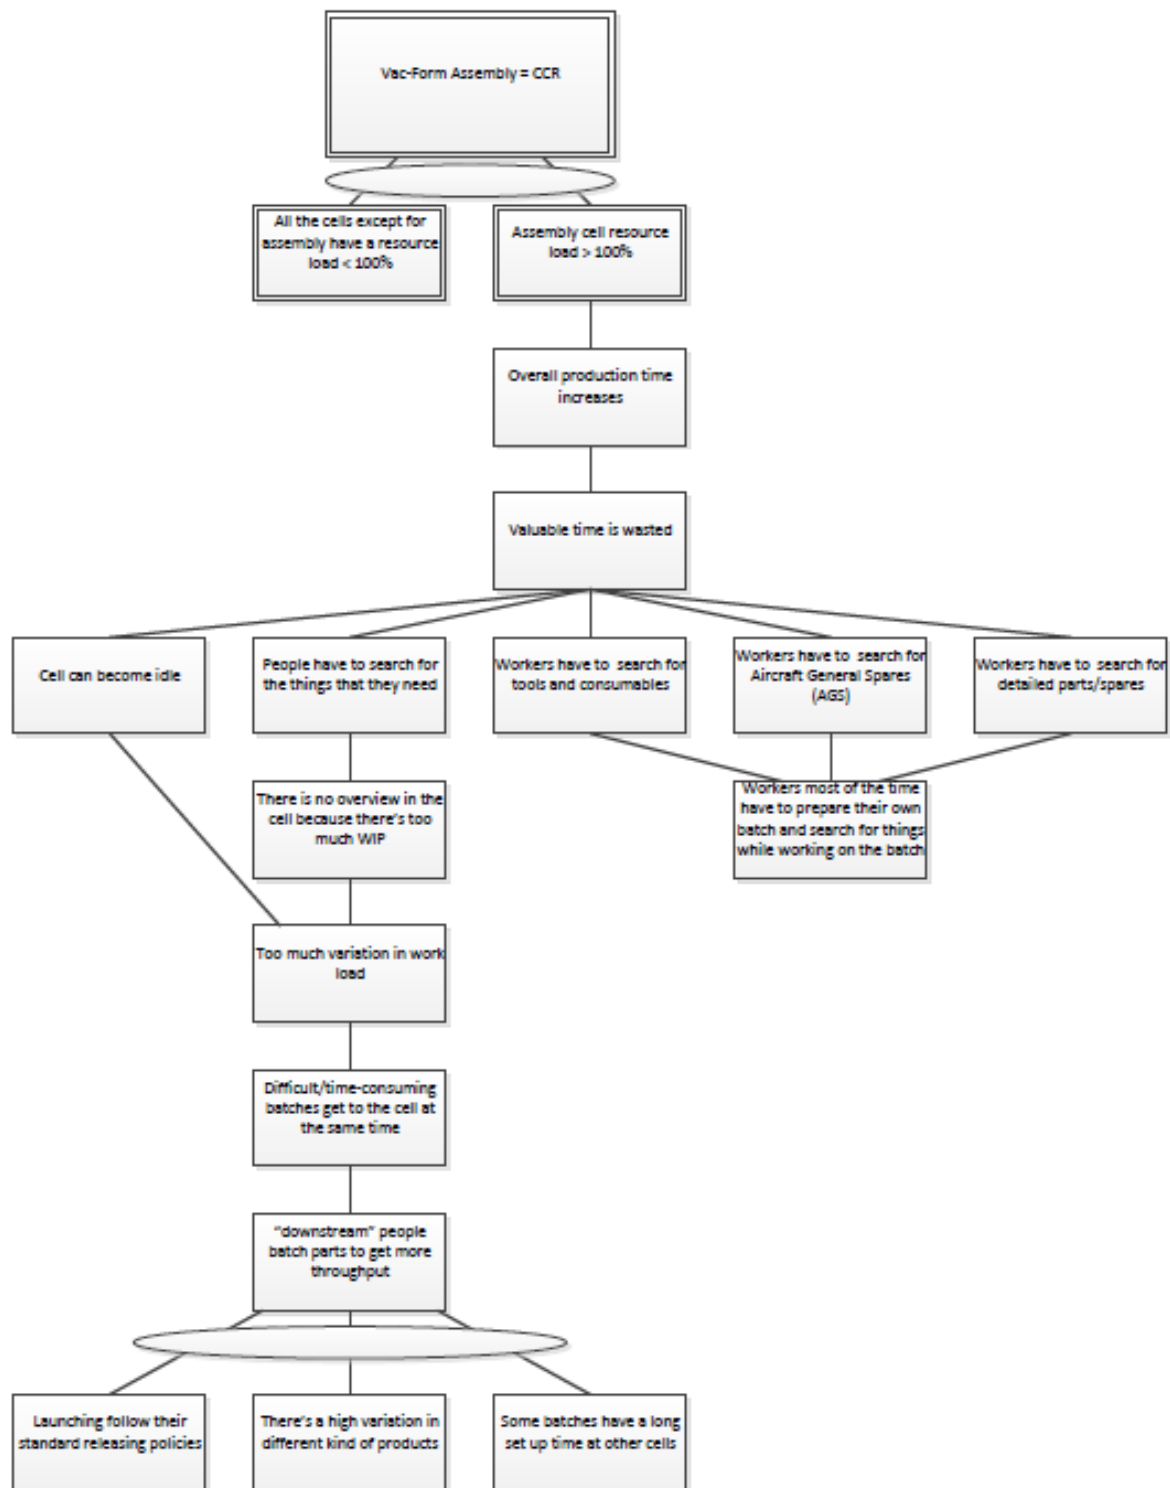 Vac-Form Assembly = CCR
All the cells except for
assembly have a resource
load < 100%
Assembly cell resource
load > 100%
Overall production time
increases
Valuable time is wasted
Cell can become idle
People have to search for
the things that they need
Workers have to search for
tools and consumables
Workers have to search for
Aircraft General Spares
(AGS)
Workers have to search for
detailed parts/spares
There is no overview in the
cell because there's too
much WIP
Workers most of the time
have to prepare their own
batch and search for things
while working on the batch
Too much variation in work
load
Difficult/time-consuming
batches get to the cell at
the same time
"downstream" people
batch parts to get more
throughput
Launching follow their
standard releasing policies
There's a high variation in
different kind of products
Some batches have a long
set up time at other cells